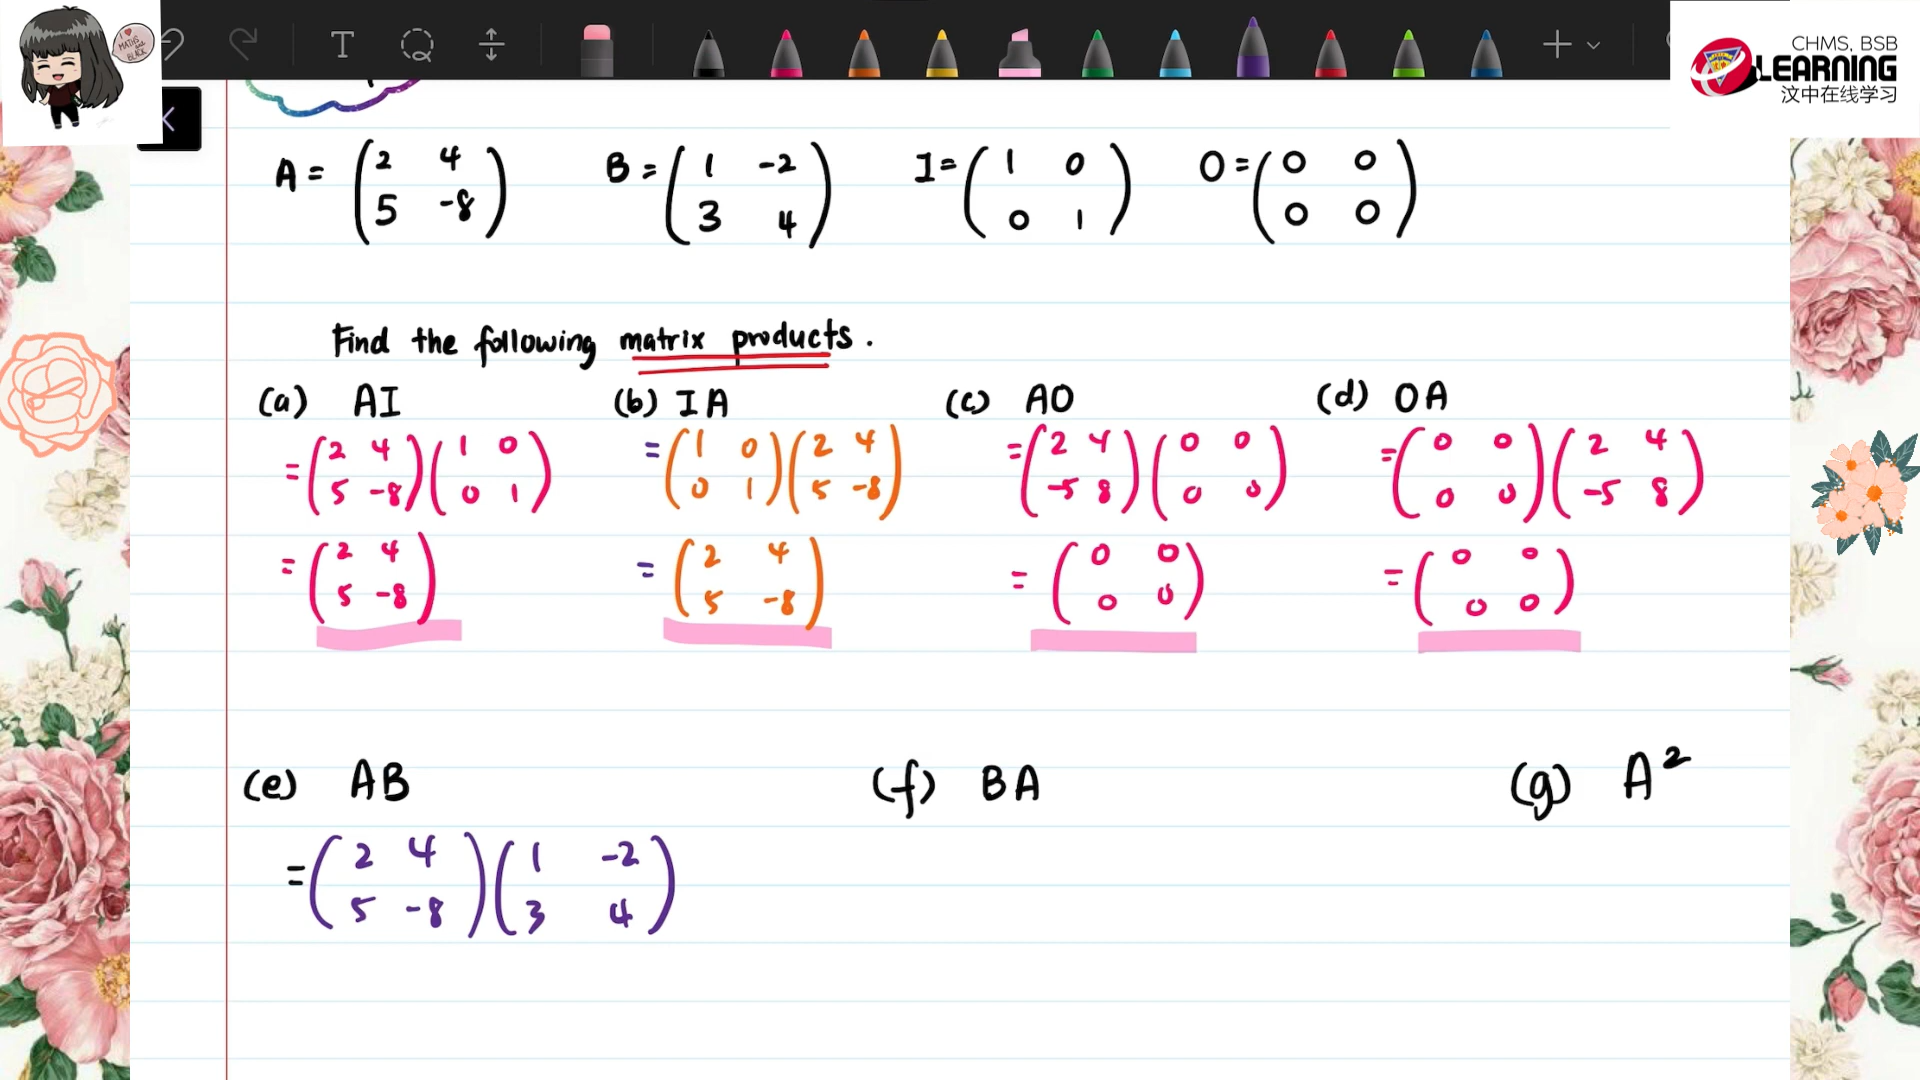 I ♥ MATHS and BLACK
T
CHMS, BSB
LEARNING
汶中在线学习
A = (2 4 5 -8) B = (1 -2 3 4) I = (1 0 0 1) O = (0 0 0 0)
Find the following matrix products.
(a) AI (b) IA (c) AO (d) OA
= (2 4 5 -8)(1 0 0 1) = (1 0 0 1)(2 4 5 -8) = (2 4 -5 8)(0 0 0 0) = (0 0 0 0)(2 4 -5 8)
= (2 4 5 -8) = (2 4 5 -8) = (0 0 0 0) = (0 0 0 0)
(e) AB (f) BA (g) A²
= (2 4 5 -8)(1 -2 3 4)